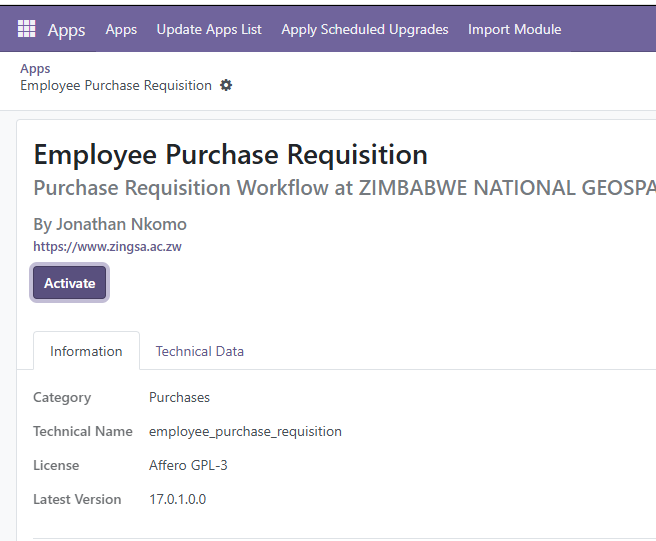 Apps Apps Update Apps List Apply Scheduled Upgrades Import Module
Apps
Employee Purchase Requisition
Employee Purchase Requisition
Purchase Requisition Workflow at ZIMBABWE NATIONAL GEOSPA
By Jonathan Nkomo
https://www.zingsa.ac.zw
Activate
Information Technical Data
Category Purchases
Technical Name employee_purchase_requisition
License Affero GPL-3
Latest Version 17.0.1.0.0